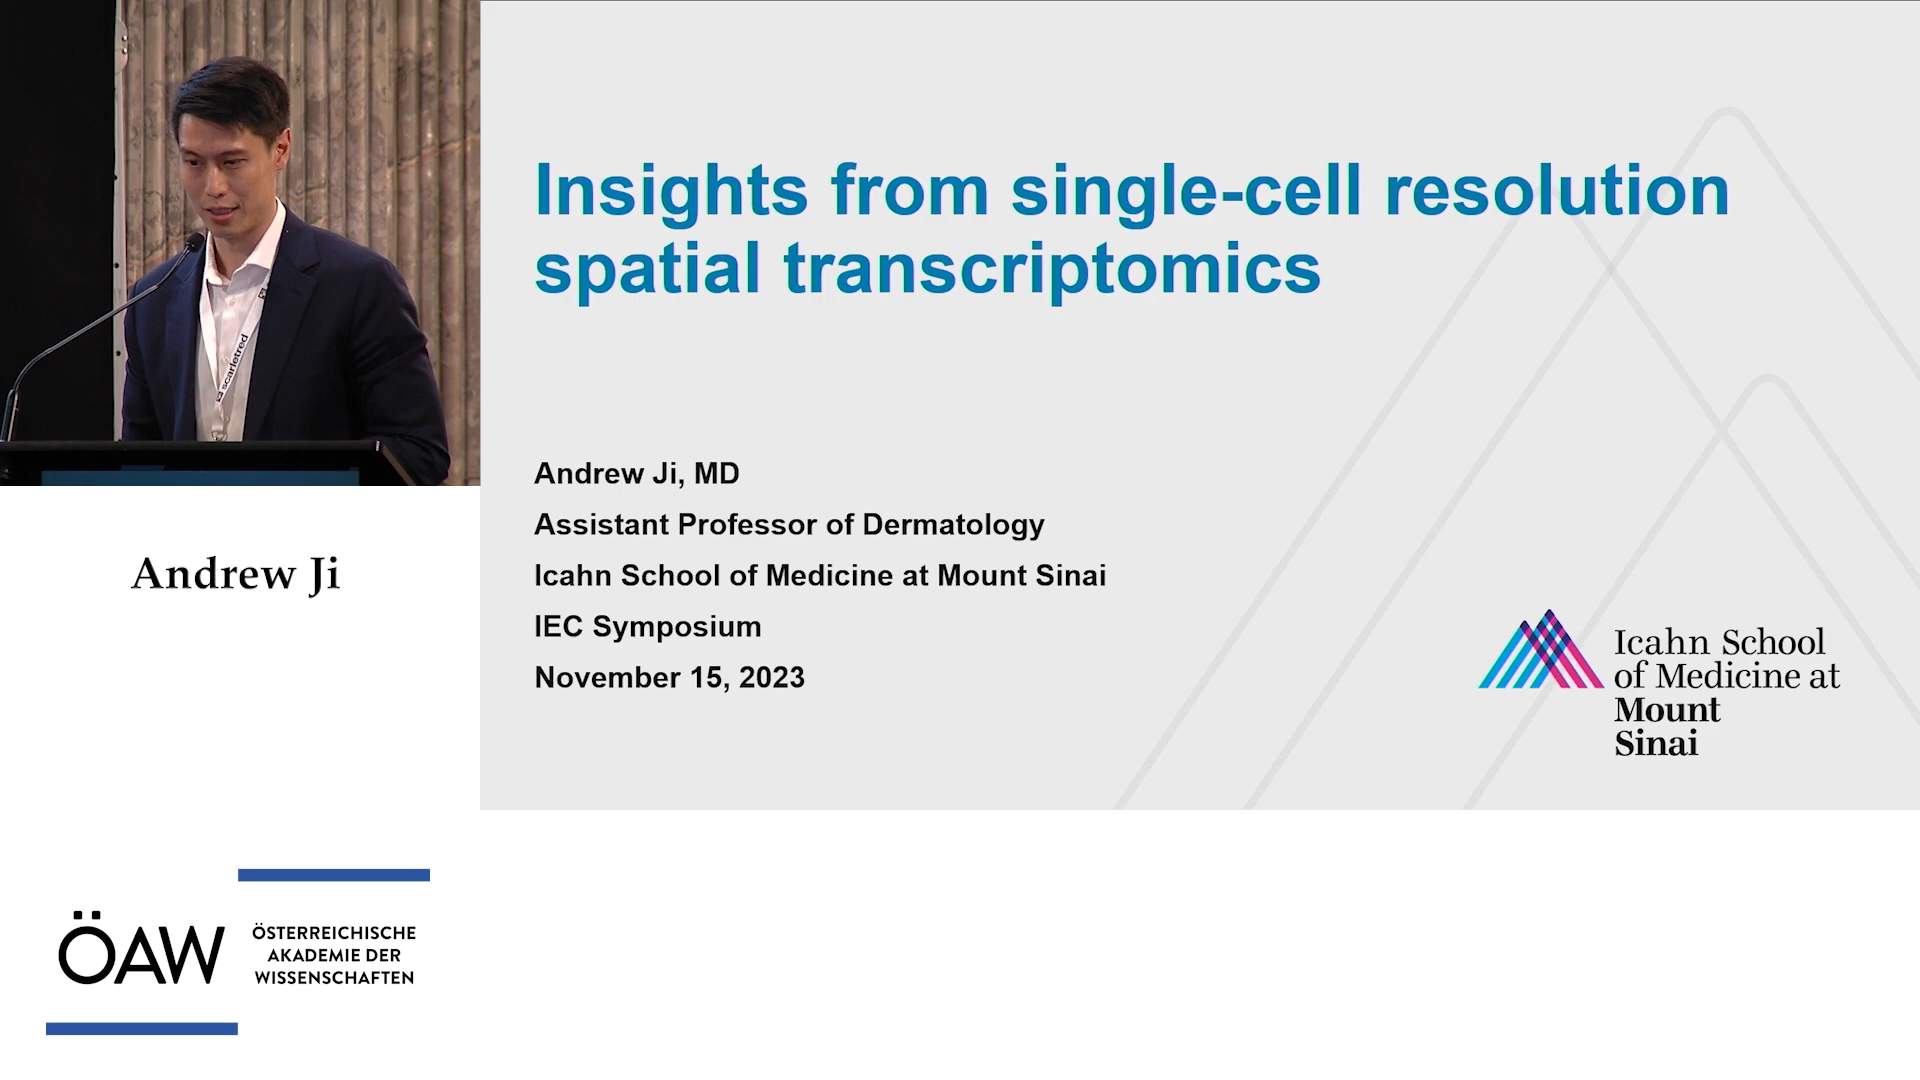 scarletred
Andrew Ji
Insights from single-cell resolution
spatial transcriptomics
Andrew Ji, MD
Assistant Professor of Dermatology
Icahn School of Medicine at Mount Sinai
IEC Symposium
November 15, 2023
Icahn School
of Medicine at
Mount
Sinai
ÖAW
ÖSTERREICHISCHE
AKADEMIE DER
WISSENSCHAFTEN